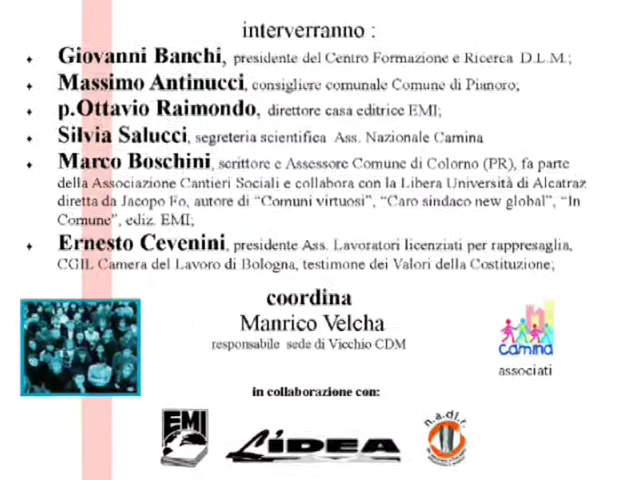 interverranno :
Giovanni Banchi, presidente del Centro Formazione e Ricerca D.L.M.;
Massimo Antinucci, consigliere comunale Comune di Pianoro;
p.Ottavio Raimondo, direttore casa editrice EMI;
Silvia Salucci, segreteria scientifica Ass. Nazionale Camina
Marco Boschini, scrittore e Assessore Comune di Colorno (PR), fa parte
della Associazione Cantieri Sociali e collabora con la Libera Università di Alcatraz
diretta da Jacopo Fo, autore di “Comuni virtuosi”, “Caro sindaco new global”, “In
Comune”, ediz. EMI;
Ernesto Cevenini, presidente Ass. Lavoratori licenziati per rappresaglia,
CGIL Camera del Lavoro di Bologna, testimone dei Valori della Costituzione;
coordina
Manrico Velcha
responsabile sede di Vicchio CDM
camina
associati
in collaborazione con:
EMI
L'IDEA
n.a.di.r.